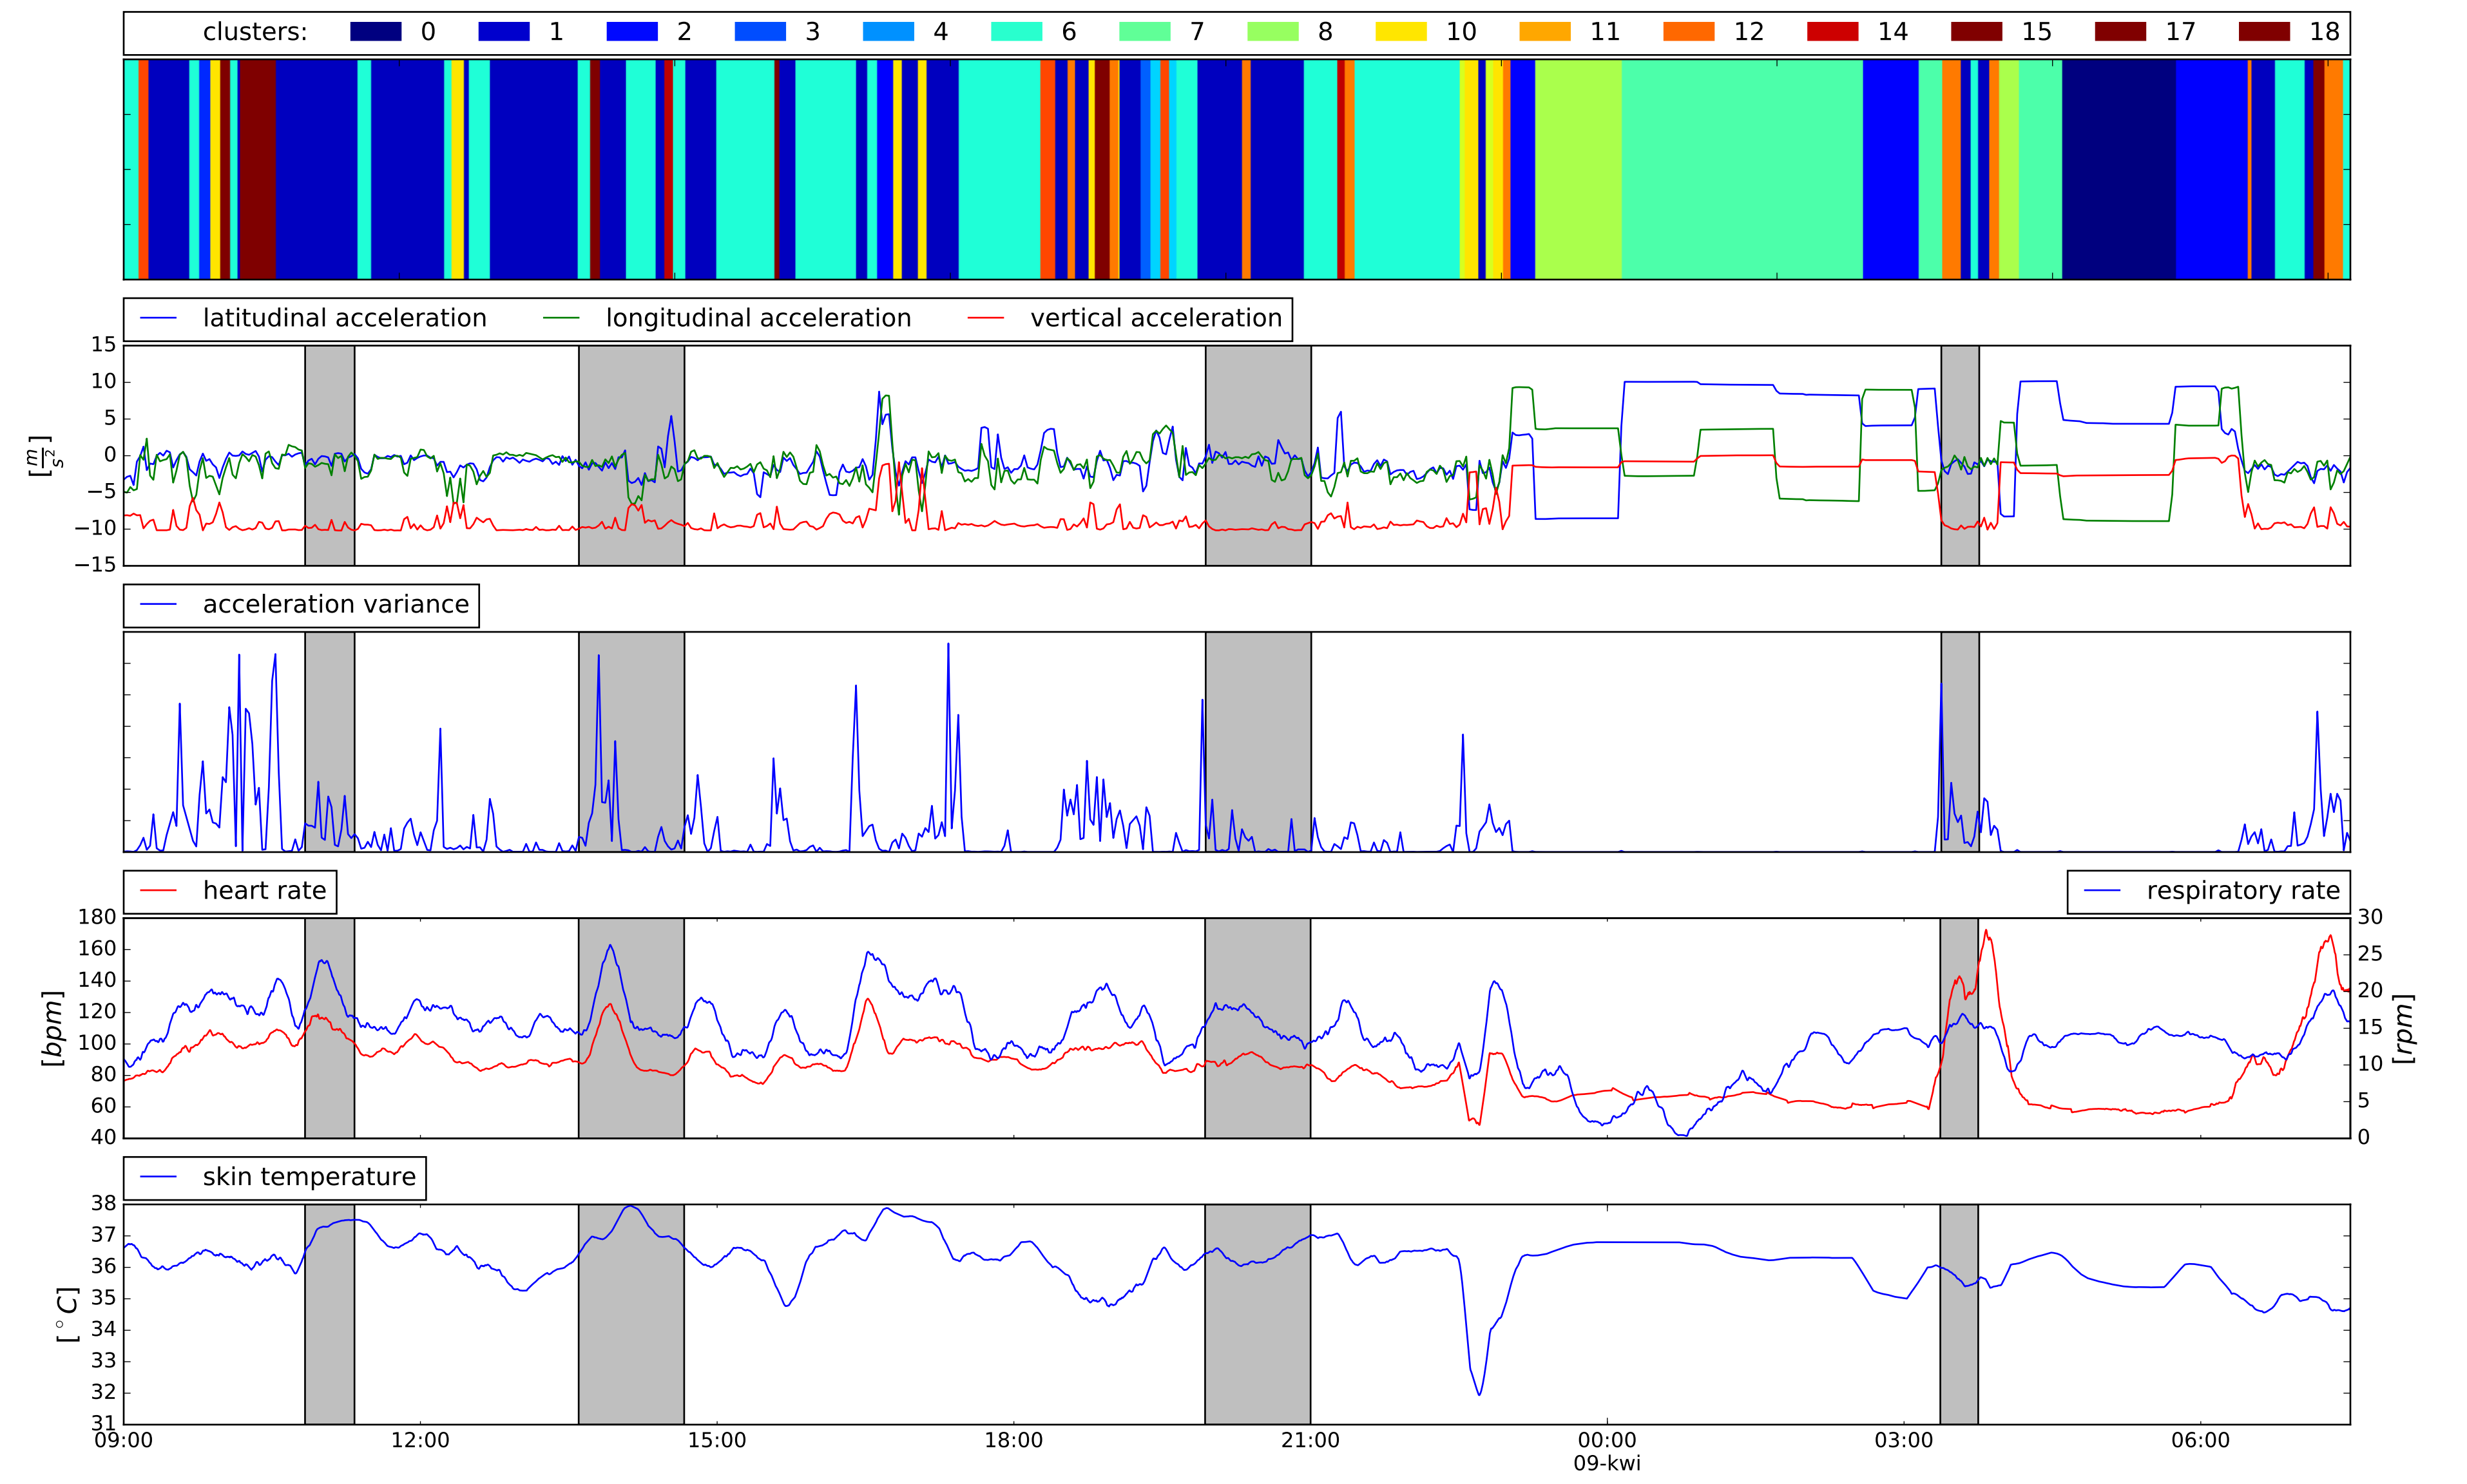 clusters: 0 1 2 3 4 6 7 8 10 11 12 14 15 17 18
latitudinal acceleration longitudinal acceleration vertical acceleration
15
10
5
0
−5
−10
−15
[m/s²]
acceleration variance
heart rate respiratory rate
180
160
140
120
100
80
60
40
[bpm]
30
25
20
15
10
5
0
[rpm]
skin temperature
38
37
36
35
34
33
32
31
[°C]
09:00 12:00 15:00 18:00 21:00 00:00 03:00 06:00
09-kwi